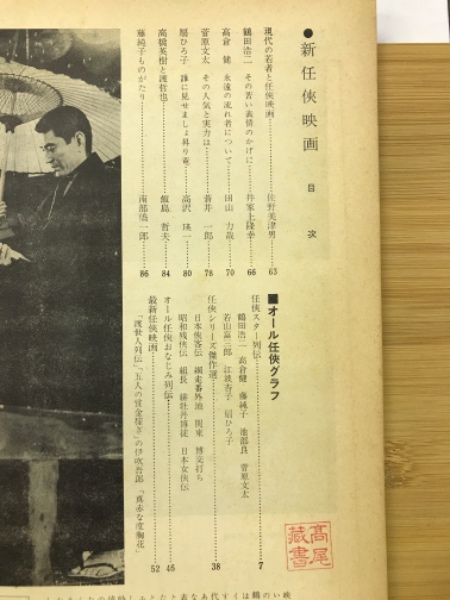 ●新任侠映画 目次
現代の若者と任侠映画……佐野美津男…63
鶴田浩二 その苦い表情のかげに……井家上隆幸…66
高倉 健 永遠の流れ者について……田山 力哉…70
菅原文太 その人気と実力は……蒼井 一郎…78
扇ひろ子 誰に見せましょ昇り竜……高沢 瑛一…80
高橋英樹と渡哲也……飯島 哲夫…84
藤純子ものがたり……南部僑一郎…86
■オール任侠グラフ
任侠スター列伝……7
鶴田浩二 高倉健 藤純子 池部良 菅原文太
若山富三郎 江波杏子 扇ひろ子
任侠シリーズ傑作選……38
日本侠客伝 網走番外地 関東 博奕打ち
昭和残侠伝 組長 緋牡丹博徒 日本女侠伝
オール任侠おなじみ列伝……46
最新任侠映画……52
「渡世人列伝」「五人の賞金稼ぎ」の伊吹吾郎 「真赤な度胸花」
高尾蔵書